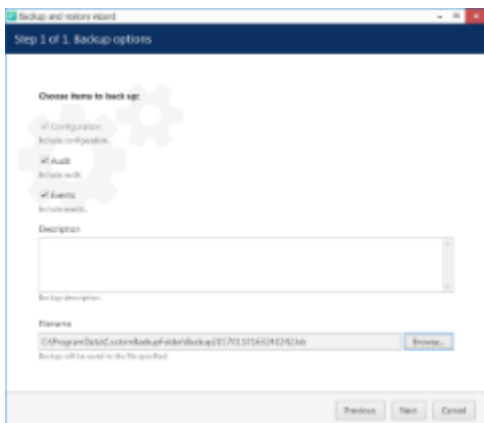 Backup and restore wizard
Step 1 of 1. Backup options
Choose items to back up:
Configuration
Include configuration.
Audit
Include audit.
Events
Include events.
Description
Backup description.
Filename
Browse...
Backup will be saved to the file specified.
Previous
Next
Cancel